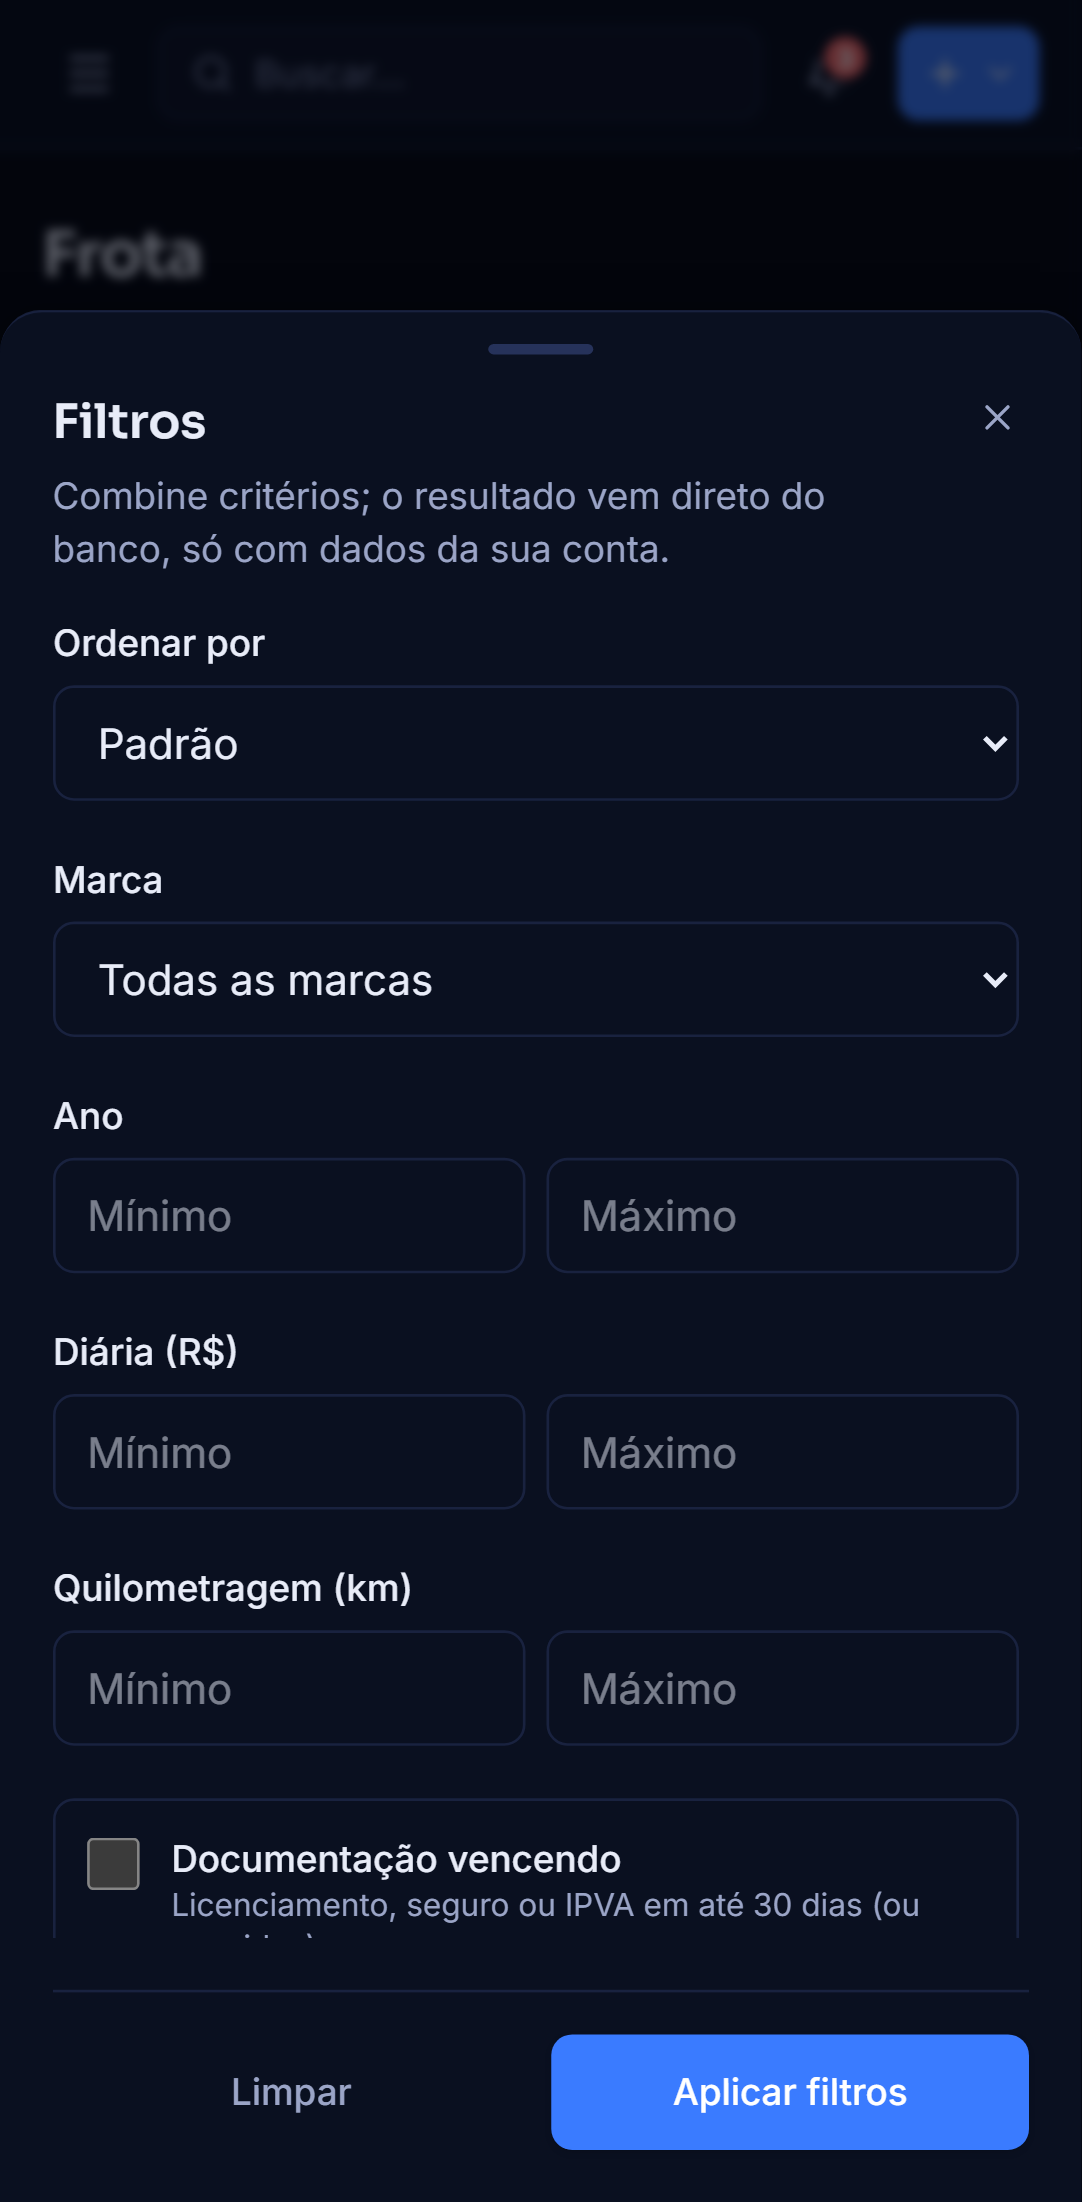 Buscar...
Frota
Filtros
Combine critérios; o resultado vem direto do
banco, só com dados da sua conta.
Ordenar por
Padrão
Marca
Todas as marcas
Ano
Mínimo
Máximo
Diária (R$)
Mínimo
Máximo
Quilometragem (km)
Mínimo
Máximo
Documentação vencendo
Licenciamento, seguro ou IPVA em até 30 dias (ou
Limpar
Aplicar filtros